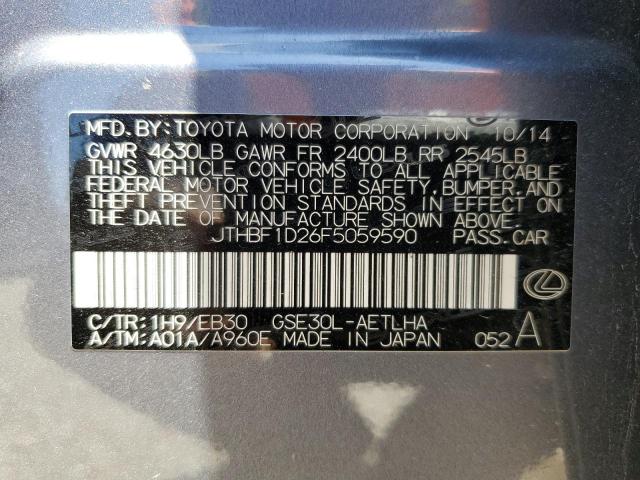 MFD. BY: TOYOTA MOTOR CORPORATION 10/14
GVWR 4630LB GAWR FR 2400LB RR 2545LB
THIS VEHICLE CONFORMS TO ALL APPLICABLE
FEDERAL MOTOR VEHICLE SAFETY, BUMPER, AND
THEFT PREVENTION STANDARDS IN EFFECT ON
THE DATE OF MANUFACTURE SHOWN ABOVE.
JTHBF1D26F5059590 PASS. CAR
C/TR: 1H9/EB30 GSE30L-AETLHA
A/TM: A01A/A960E MADE IN JAPAN 052 A